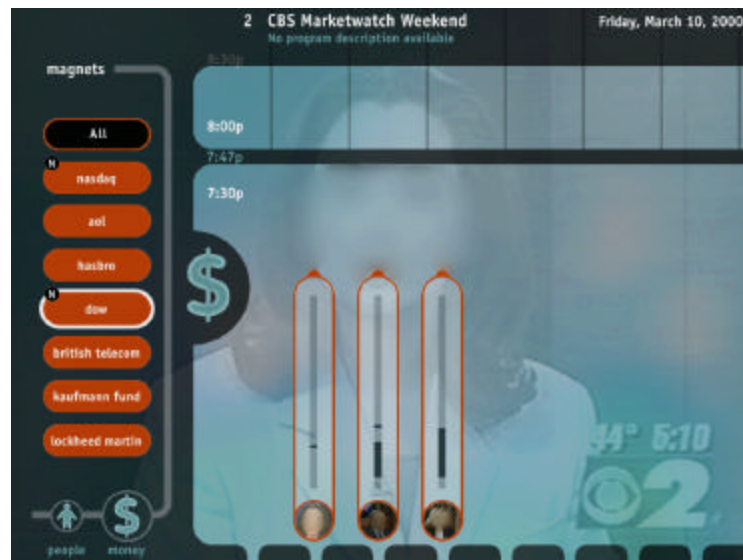 2 CBS Marketwatch Weekend
Friday, March 10, 2000
No program description available
magnets
8:30p
All
8:00p
7:47p
N
nasdaq
7:30p
aol
hasbro
$
N
dow
british telecom
kaufmann fund
lockheed martin
44° 5:10
2
$
people
money